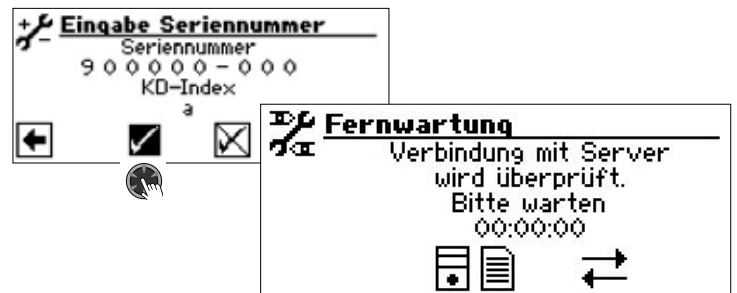 Eingabe Seriennummer
Seriennummer
900000-000
KD-Index
a
Fernwartung
Verbindung mit Server
wird überprüft.
Bitte warten
00:00:00